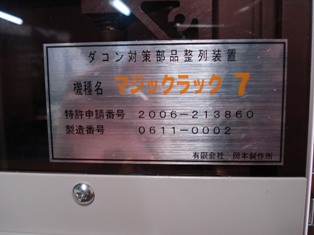 ダコン対策部品整列装置
機種名 マジックラック 7
特許申請番号 2006-213860
製造番号 0611-0002
有限会社 岡本製作所